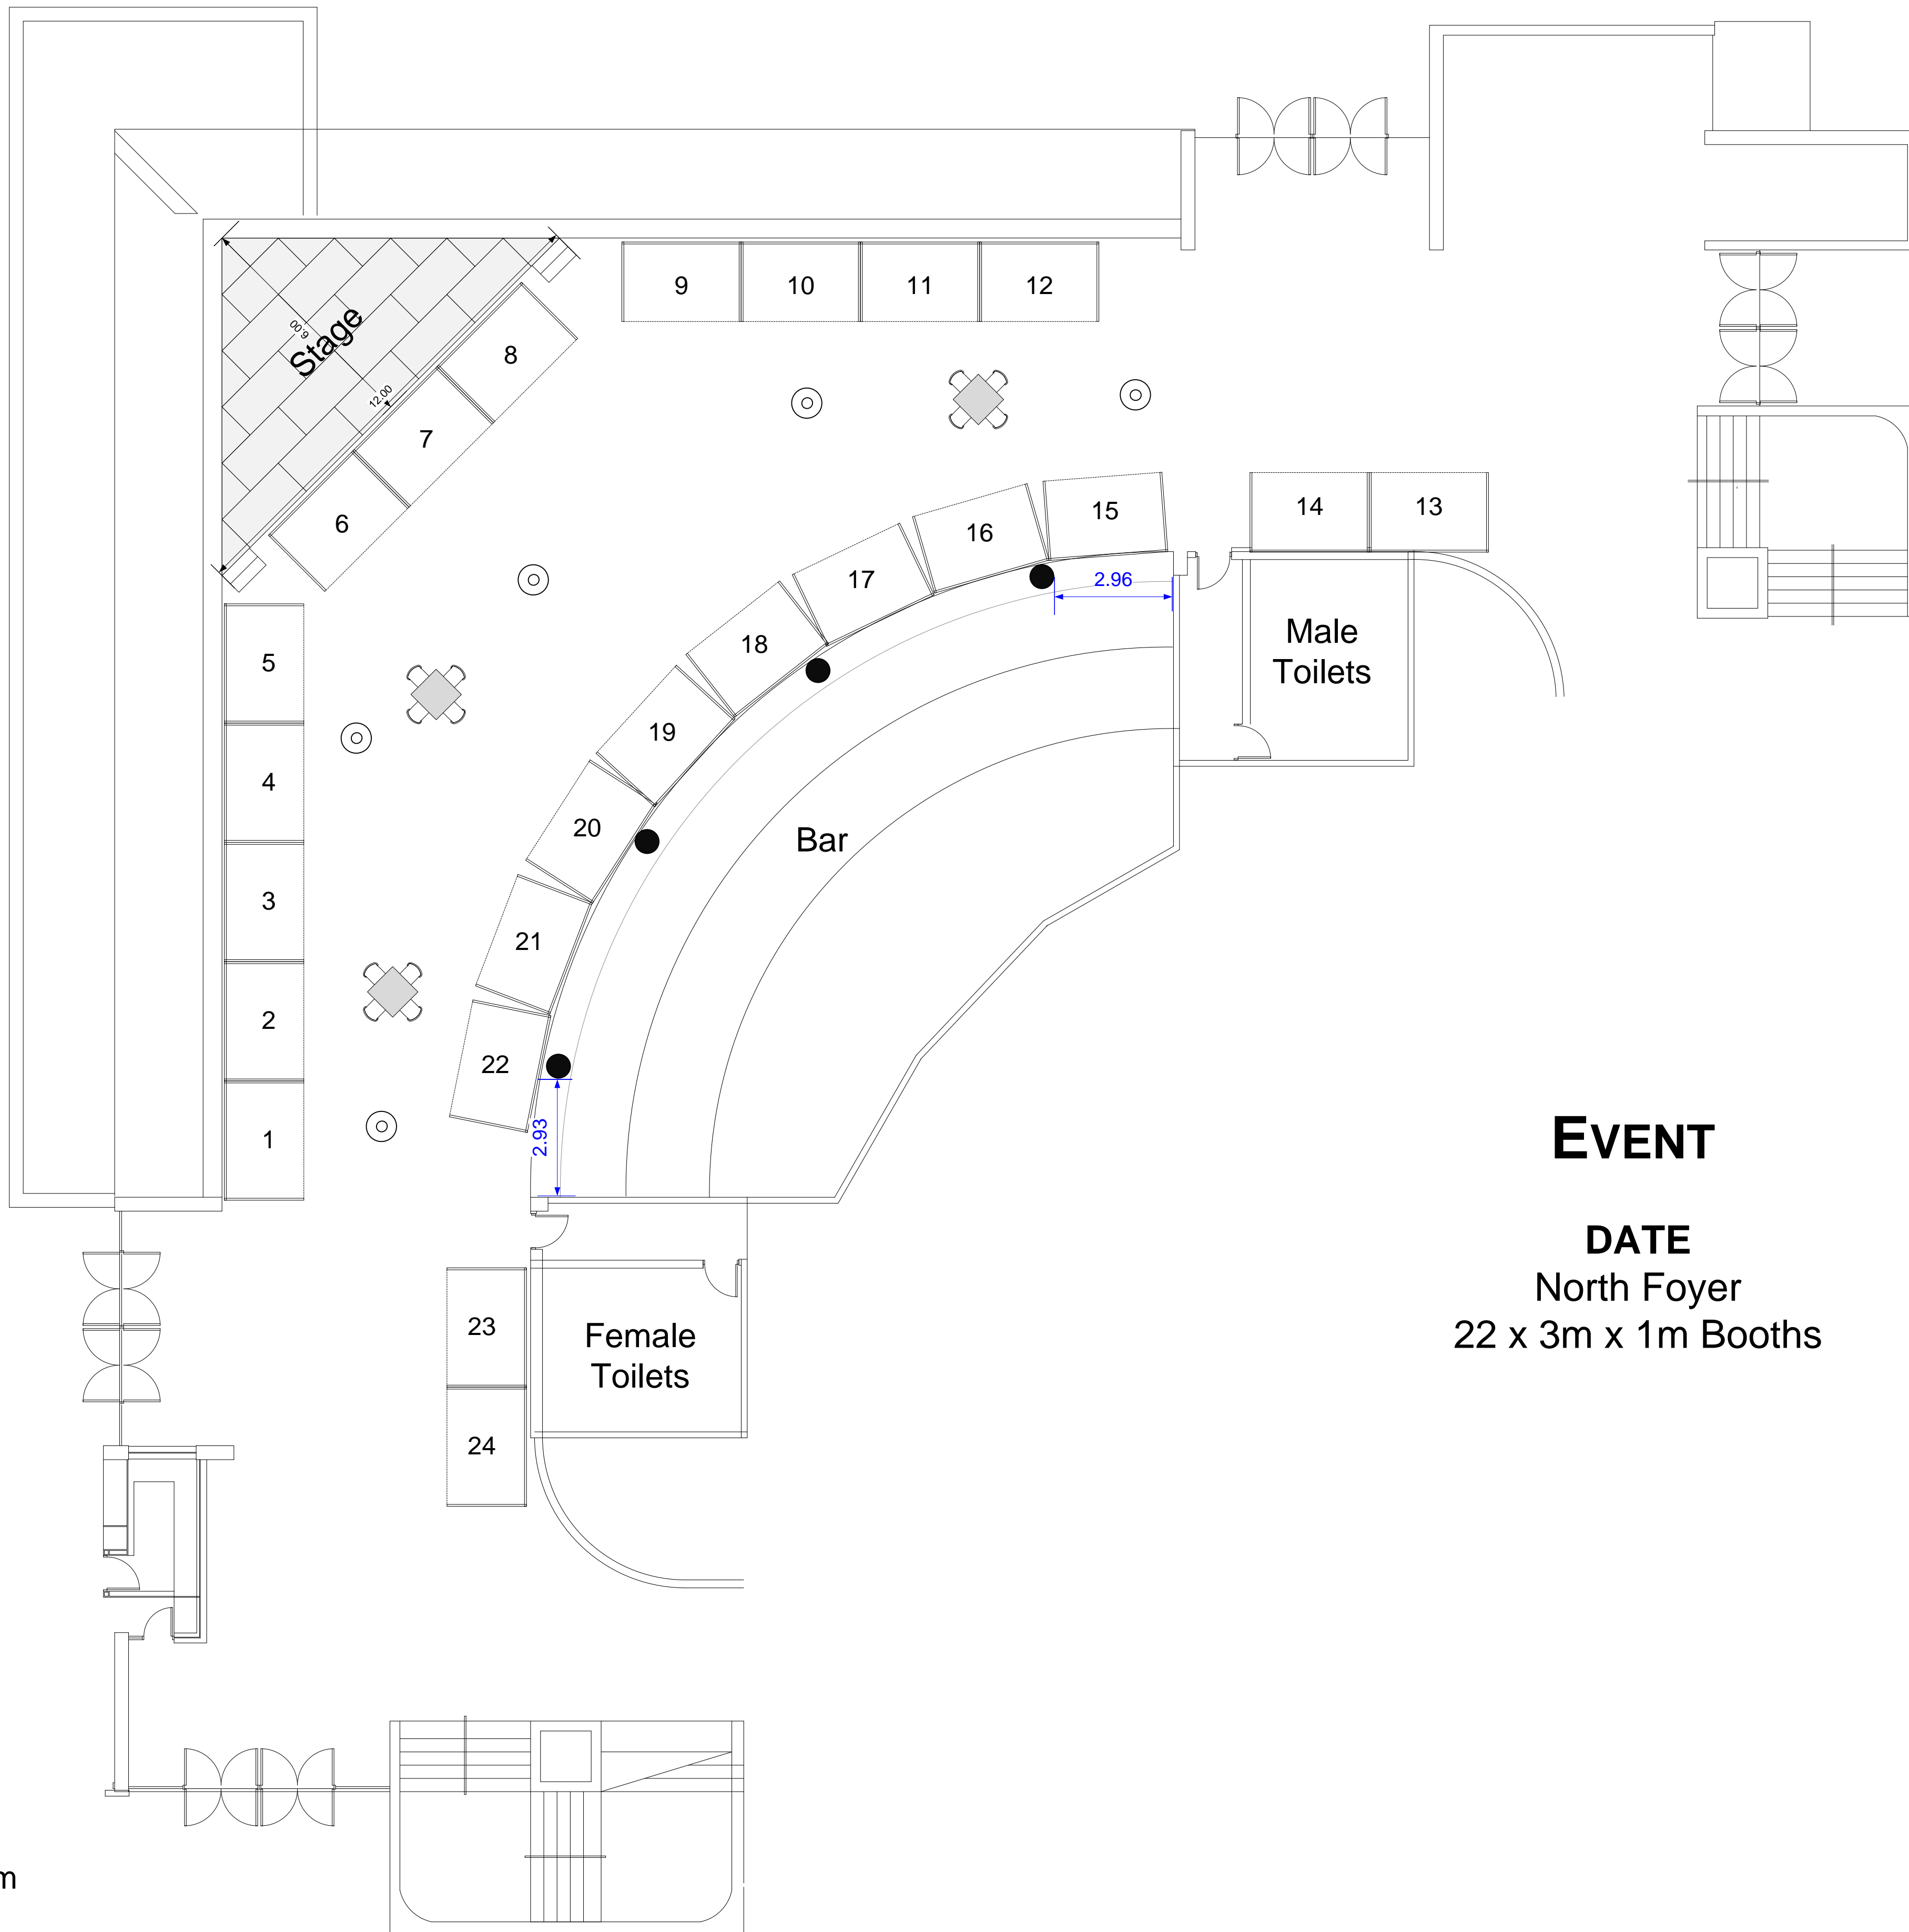 9
10
11
12
8
6.00
Stage
12.00
7
6
14
13
15
16
17
2.96
18
Male
Toilets
5
19
4
20
Bar
3
21
2
22
1
2.93
EVENT
DATE
North Foyer
22 x 3m x 1m Booths
23
Female
Toilets
24
m